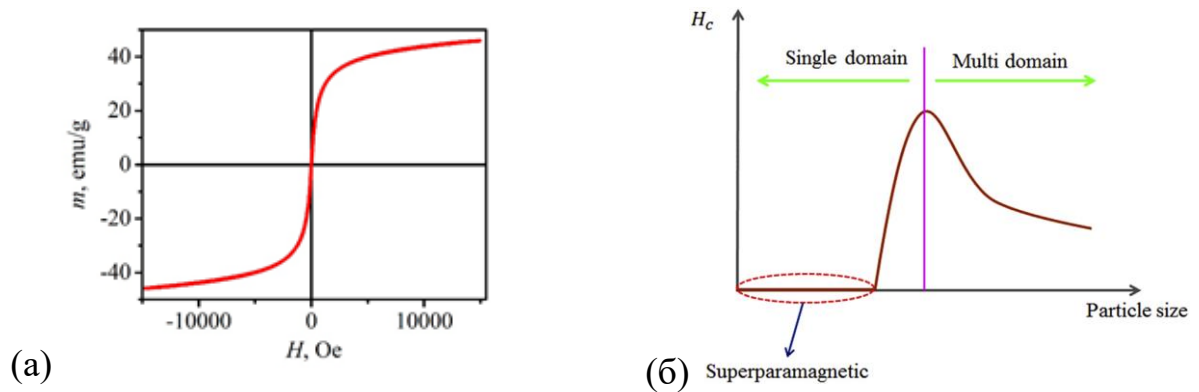 40
20
0
-20
-40
m, emu/g
-10000
0
10000
H, Oe
(а)
H_c
Single domain
Multi domain
Particle size
Superparamagnetic
(б)